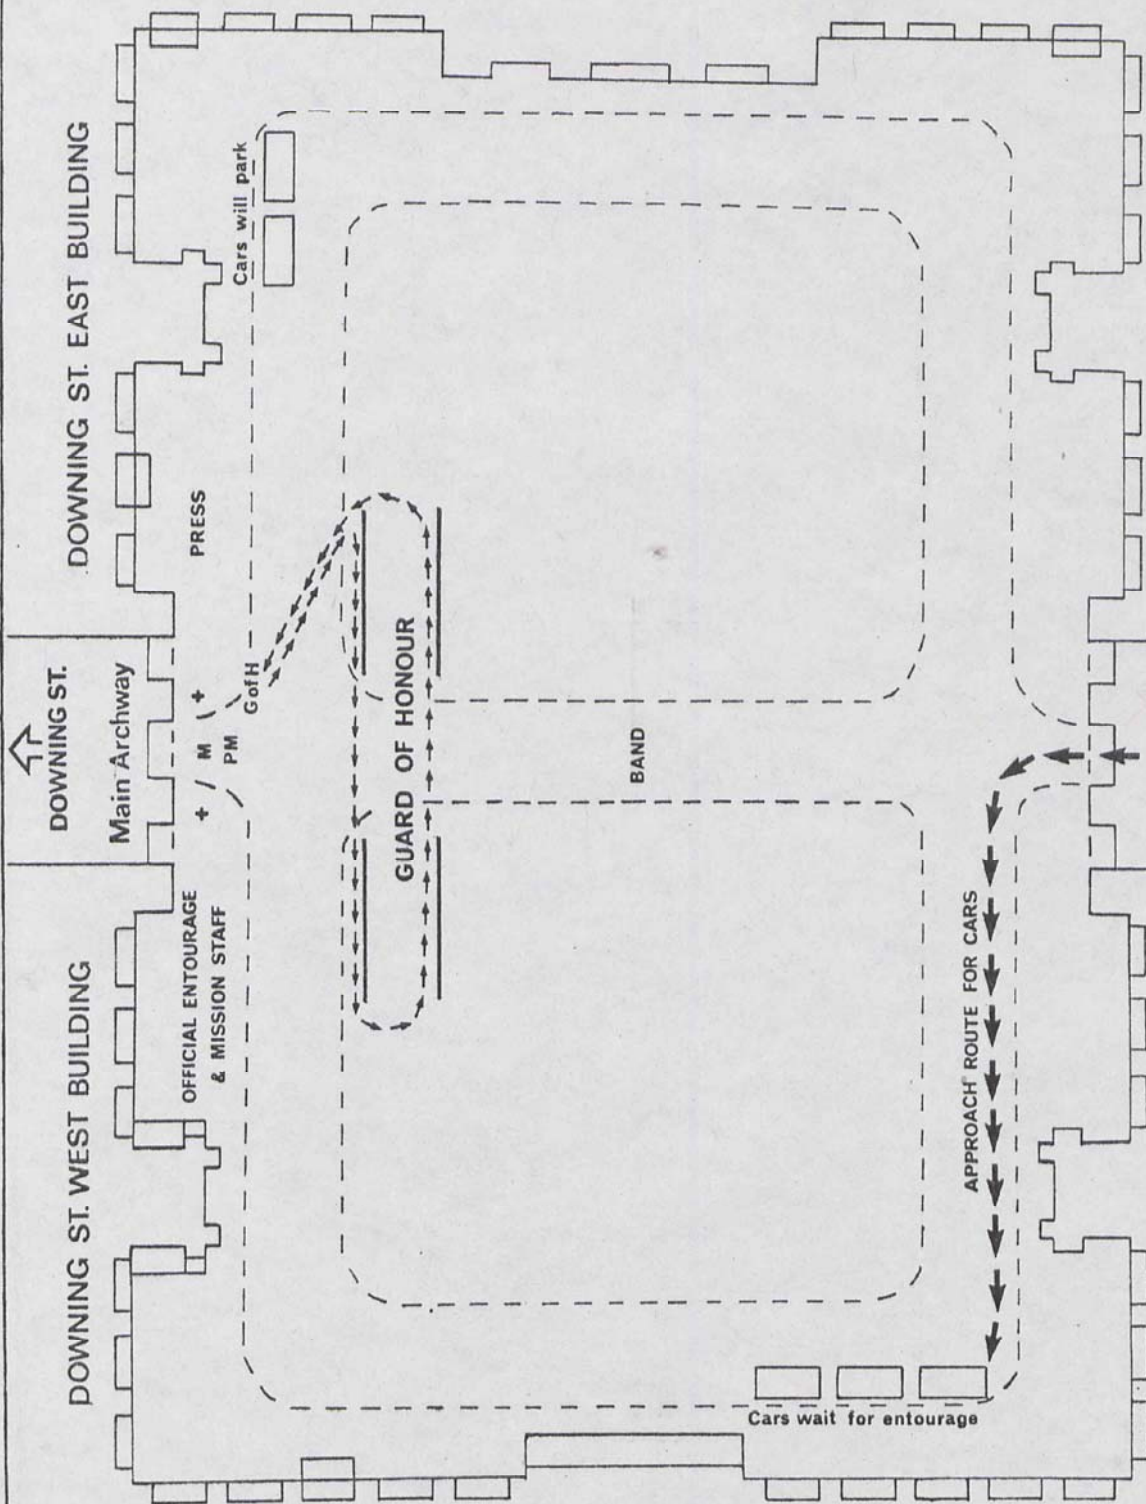 DOWNING ST.
Main Archway
DOWNING ST. WEST BUILDING
DOWNING ST. EAST BUILDING
OFFICIAL ENTOURAGE
& MISSION STAFF
+
M
PM
+
PRESS
G of H
Cars will park
GUARD OF HONOUR
BAND
APPROACH ROUTE FOR CARS
Cars wait for entourage